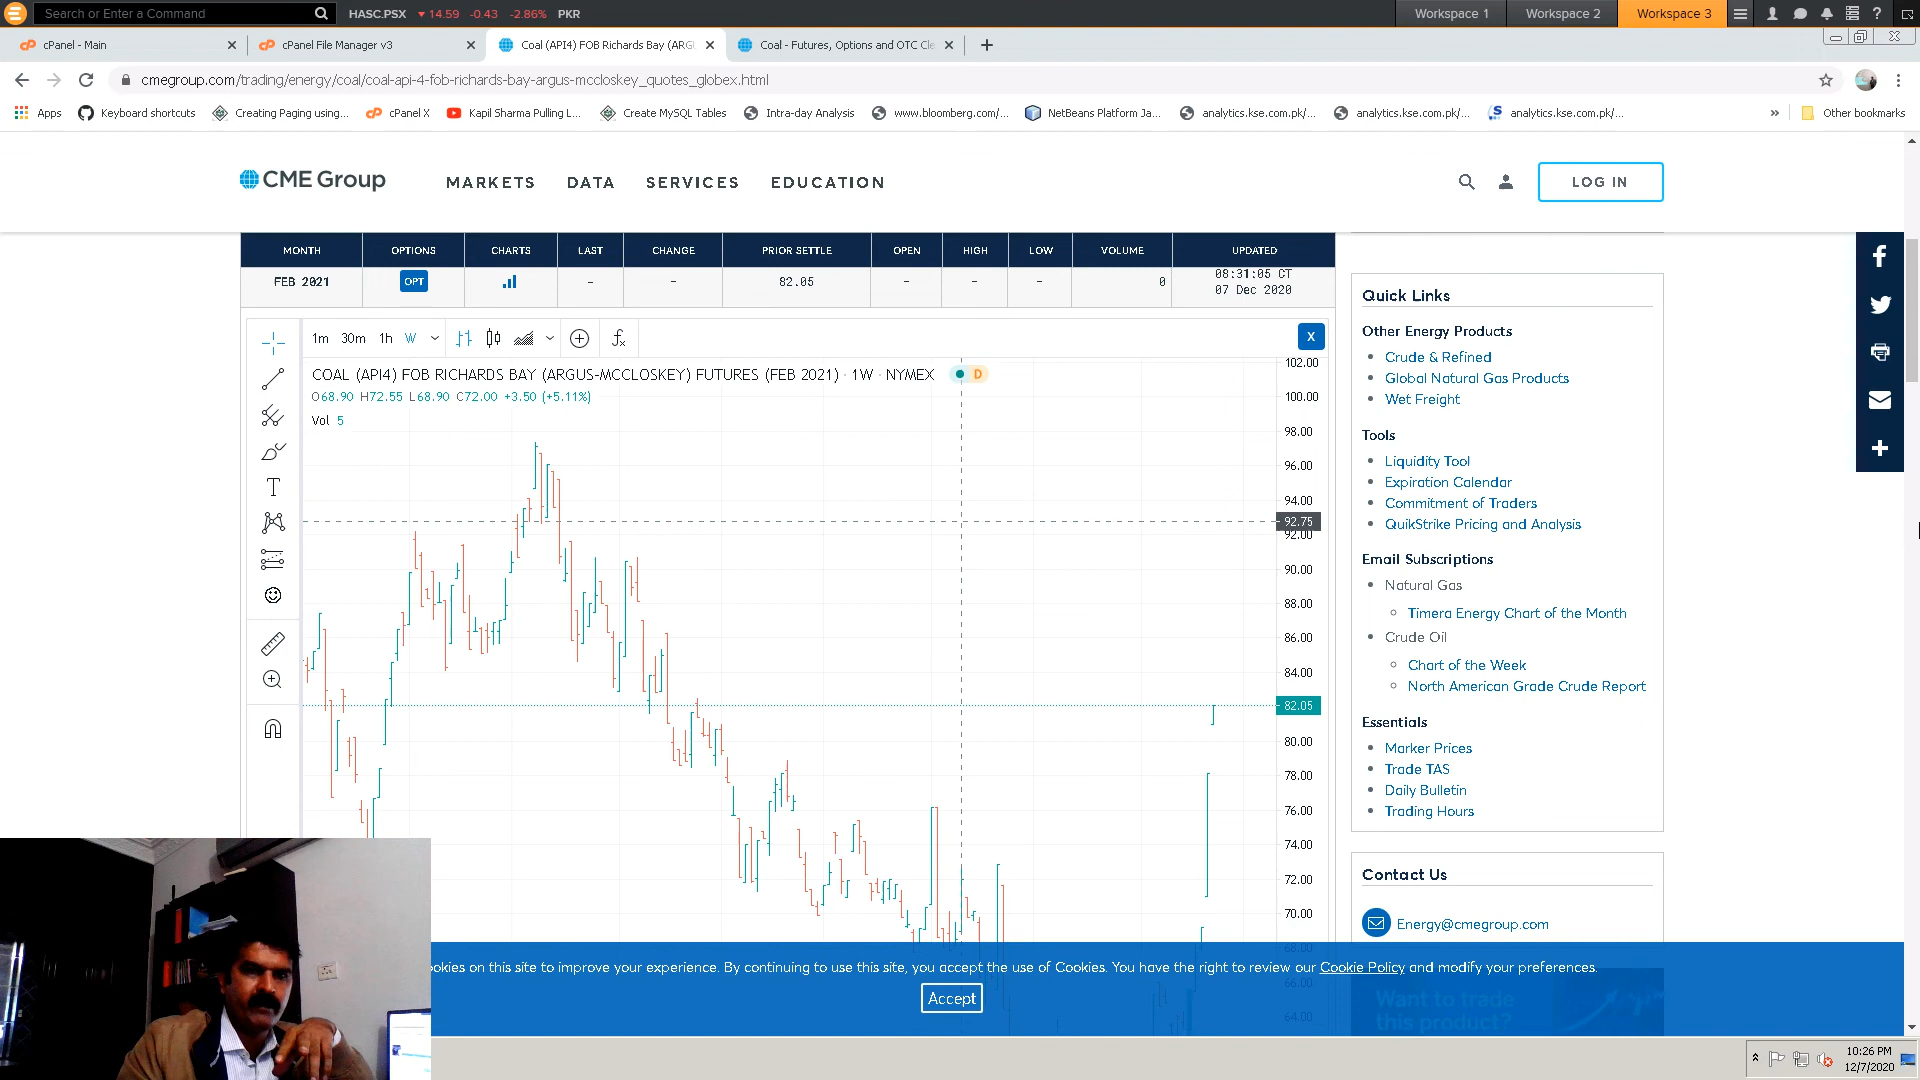 Search or Enter a Command HASC.PSX 14.59 -0.43 -2.86% PKR Workspace 1 Workspace 2 Workspace 3
cPanel - Main cPanel File Manager v3 Coal (API4) FOB Richards Bay (ARG Coal - Futures, Options and OTC Cle
cmegroup.com/trading/energy/coal/coal-api-4-fob-richards-bay-argus-mccloskey_quotes_globex.html
Apps Keyboard shortcuts Creating Paging using... cPanel X Kapil Sharma Pulling L... Create MySQL Tables Intra-day Analysis www.bloomberg.com/... NetBeans Platform Ja... analytics.kse.com.pk/... analytics.kse.com.pk/... analytics.kse.com.pk/... » Other bookmarks
CME Group MARKETS DATA SERVICES EDUCATION LOG IN
MONTH OPTIONS CHARTS LAST CHANGE PRIOR SETTLE OPEN HIGH LOW VOLUME UPDATED
FEB 2021 OPT - - 82.05 - - - 0 08:31:05 CT
07 Dec 2020
1m 30m 1h W X
COAL (API4) FOB RICHARDS BAY (ARGUS-MCCLOSKEY) FUTURES (FEB 2021) · 1W · NYMEX D
O68.90 H72.55 L68.90 C72.00 +3.50 (+5.11%)
Vol 5
102.00
100.00
98.00
96.00
94.00
92.75
92.00
90.00
88.00
86.00
84.00
82.05
80.00
78.00
76.00
74.00
72.00
70.00
68.00
66.00
64.00
Quick Links
Other Energy Products
Crude & Refined
Global Natural Gas Products
Wet Freight
Tools
Liquidity Tool
Expiration Calendar
Commitment of Traders
QuikStrike Pricing and Analysis
Email Subscriptions
Natural Gas
Timera Energy Chart of the Month
Crude Oil
Chart of the Week
North American Grade Crude Report
Essentials
Marker Prices
Trade TAS
Daily Bulletin
Trading Hours
Contact Us
Energy@cmegroup.com
Want to trade
this product?
ookies on this site to improve your experience. By continuing to use this site, you accept the use of Cookies. You have the right to review our Cookie Policy and modify your preferences.
Accept
10:26 PM
12/7/2020